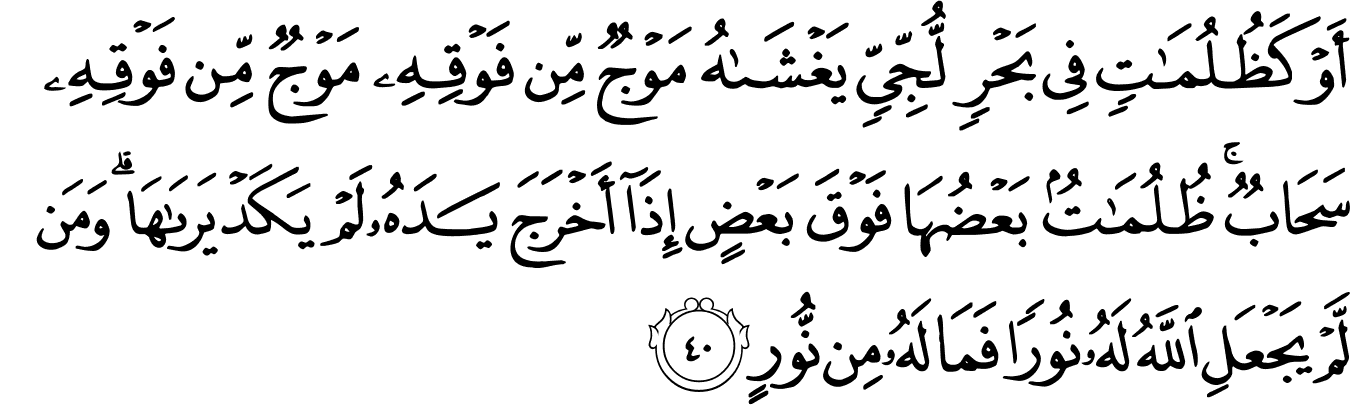 أَوۡ كَظُلُمَٰتٖ فِي بَحۡرٖ لُّجِّيّٖ يَغۡشَىٰهُ مَوۡجٞ مِّن فَوۡقِهِۦ مَوۡجٞ مِّن فَوۡقِهِۦ
سَحَابٞۚ ظُلُمَٰتُۢ بَعۡضُهَا فَوۡقَ بَعۡضٍ إِذَآ أَخۡرَجَ يَدَهُۥ لَمۡ يَكَدۡ يَرَىٰهَاۗ وَمَن
لَّمۡ يَجۡعَلِ ٱللَّهُ لَهُۥ نُورٗا فَمَا لَهُۥ مِن نُّورٍ ٤٠